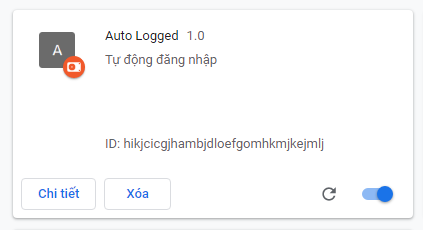 A
Auto Logged 1.0
Tự động đăng nhập
ID: hikjcicgjhambjdloefgomhkmjkejmlj
Chi tiết
Xóa